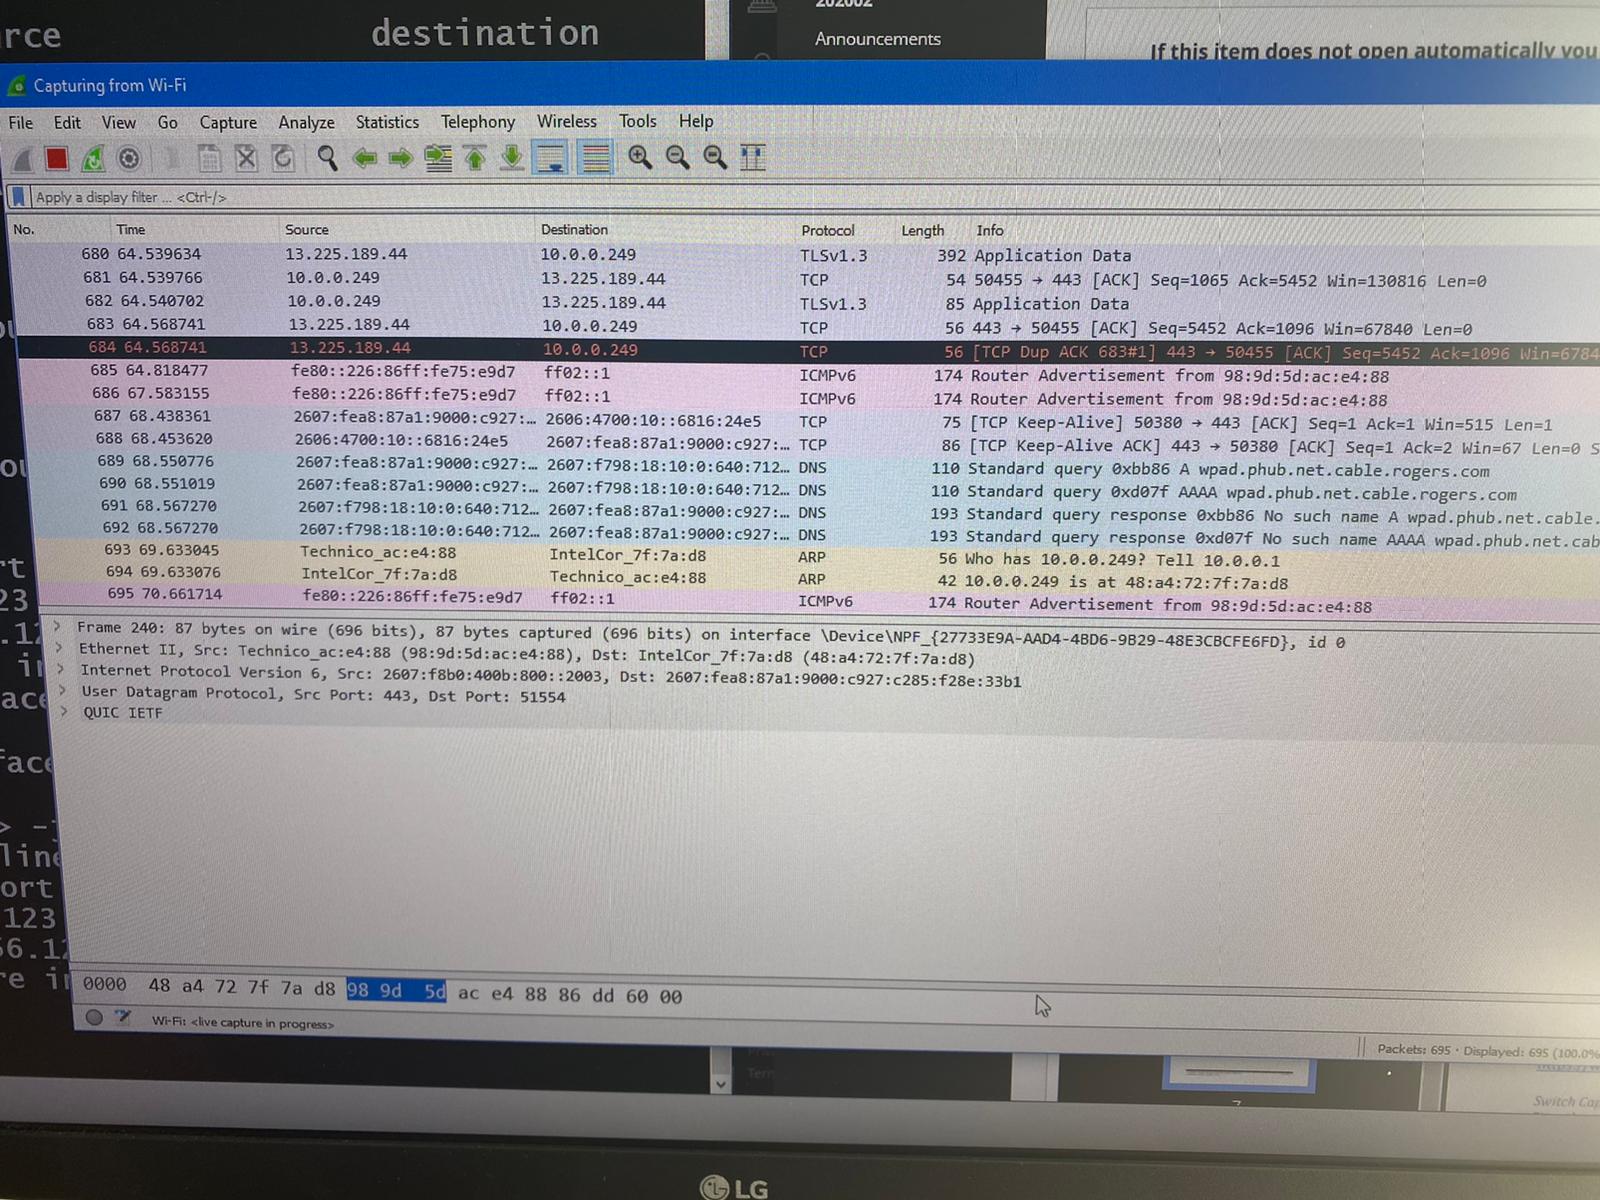 rce destination
202002
Announcements
If this item does not open automatically you
Capturing from Wi-Fi
File Edit View Go Capture Analyze Statistics Telephony Wireless Tools Help
Apply a display filter ... <Ctrl-/>
No. Time Source Destination Protocol Length Info
680 64.539634 13.225.189.44 10.0.0.249 TLSv1.3 392 Application Data
681 64.539766 10.0.0.249 13.225.189.44 TCP 54 50455 → 443 [ACK] Seq=1065 Ack=5452 Win=130816 Len=0
682 64.540702 10.0.0.249 13.225.189.44 TLSv1.3 85 Application Data
683 64.568741 13.225.189.44 10.0.0.249 TCP 56 443 → 50455 [ACK] Seq=5452 Ack=1096 Win=67840 Len=0
684 64.568741 13.225.189.44 10.0.0.249 TCP 56 [TCP Dup ACK 683#1] 443 → 50455 [ACK] Seq=5452 Ack=1096 Win=6784
685 64.818477 fe80::226:86ff:fe75:e9d7 ff02::1 ICMPv6 174 Router Advertisement from 98:9d:5d:ac:e4:88
686 67.583155 fe80::226:86ff:fe75:e9d7 ff02::1 ICMPv6 174 Router Advertisement from 98:9d:5d:ac:e4:88
687 68.438361 2607:fea8:87a1:9000:c927:… 2606:4700:10::6816:24e5 TCP 75 [TCP Keep-Alive] 50380 → 443 [ACK] Seq=1 Ack=1 Win=515 Len=1
688 68.453620 2606:4700:10::6816:24e5 2607:fea8:87a1:9000:c927:… TCP 86 [TCP Keep-Alive ACK] 443 → 50380 [ACK] Seq=1 Ack=2 Win=67 Len=0 S
689 68.550776 2607:fea8:87a1:9000:c927:… 2607:f798:18:10:0:640:712… DNS 110 Standard query 0xbb86 A wpad.phub.net.cable.rogers.com
690 68.551019 2607:fea8:87a1:9000:c927:… 2607:f798:18:10:0:640:712… DNS 110 Standard query 0xd07f AAAA wpad.phub.net.cable.rogers.com
691 68.567270 2607:f798:18:10:0:640:712… 2607:fea8:87a1:9000:c927:… DNS 193 Standard query response 0xbb86 No such name A wpad.phub.net.cable.
692 68.567270 2607:f798:18:10:0:640:712… 2607:fea8:87a1:9000:c927:… DNS 193 Standard query response 0xd07f No such name AAAA wpad.phub.net.cab
693 69.633045 Technico_ac:e4:88 IntelCor_7f:7a:d8 ARP 56 Who has 10.0.0.249? Tell 10.0.0.1
694 69.633076 IntelCor_7f:7a:d8 Technico_ac:e4:88 ARP 42 10.0.0.249 is at 48:a4:72:7f:7a:d8
695 70.661714 fe80::226:86ff:fe75:e9d7 ff02::1 ICMPv6 174 Router Advertisement from 98:9d:5d:ac:e4:88
Frame 240: 87 bytes on wire (696 bits), 87 bytes captured (696 bits) on interface \Device\NPF_{27733E9A-AAD4-4BD6-9B29-48E3CBCFE6FD}, id 0
Ethernet II, Src: Technico_ac:e4:88 (98:9d:5d:ac:e4:88), Dst: IntelCor_7f:7a:d8 (48:a4:72:7f:7a:d8)
Internet Protocol Version 6, Src: 2607:f8b0:400b:800::2003, Dst: 2607:fea8:87a1:9000:c927:c285:f28e:33b1
User Datagram Protocol, Src Port: 443, Dst Port: 51554
QUIC IETF
0000 48 a4 72 7f 7a d8 98 9d 5d ac e4 88 86 dd 60 00
Wi-Fi: <live capture in progress>
Packets: 695 · Displayed: 695 (100.0%
ou
rt
23
.12
in
ace
face
> -
line
ort
123
56.12
re in
Term
7
Switch Cap
LG